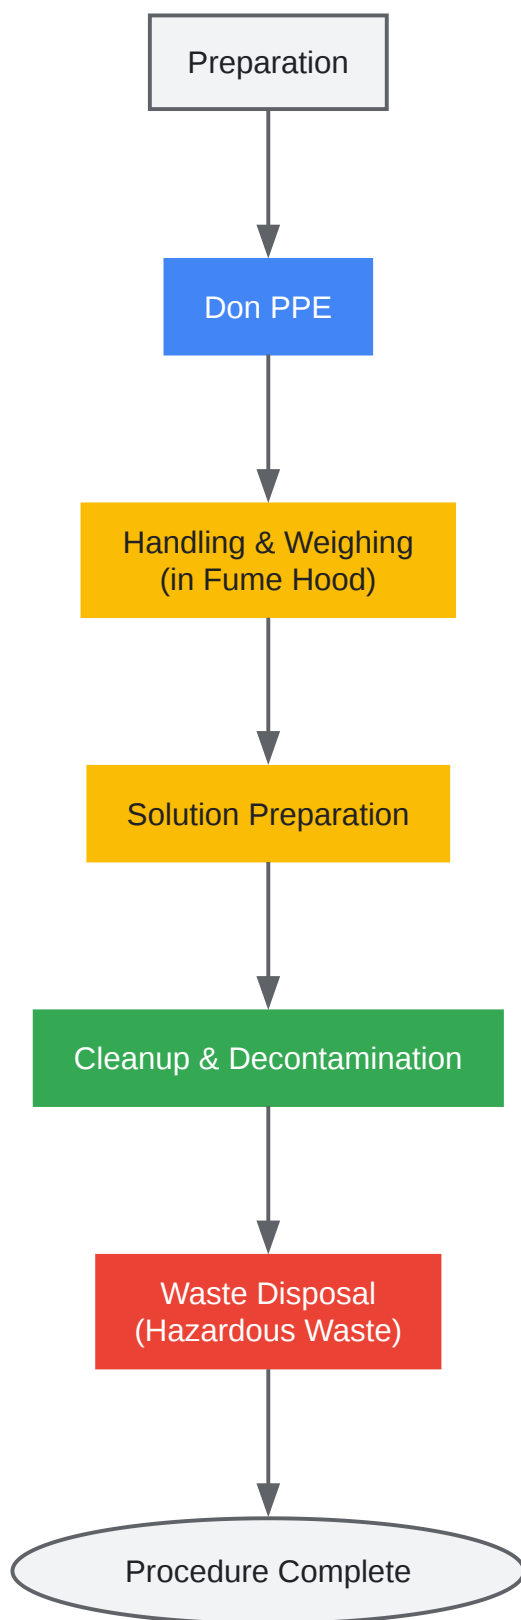 Preparation
Don PPE
Handling & Weighing
(in Fume Hood)
Solution Preparation
Cleanup & Decontamination
Waste Disposal
(Hazardous Waste)
Procedure Complete